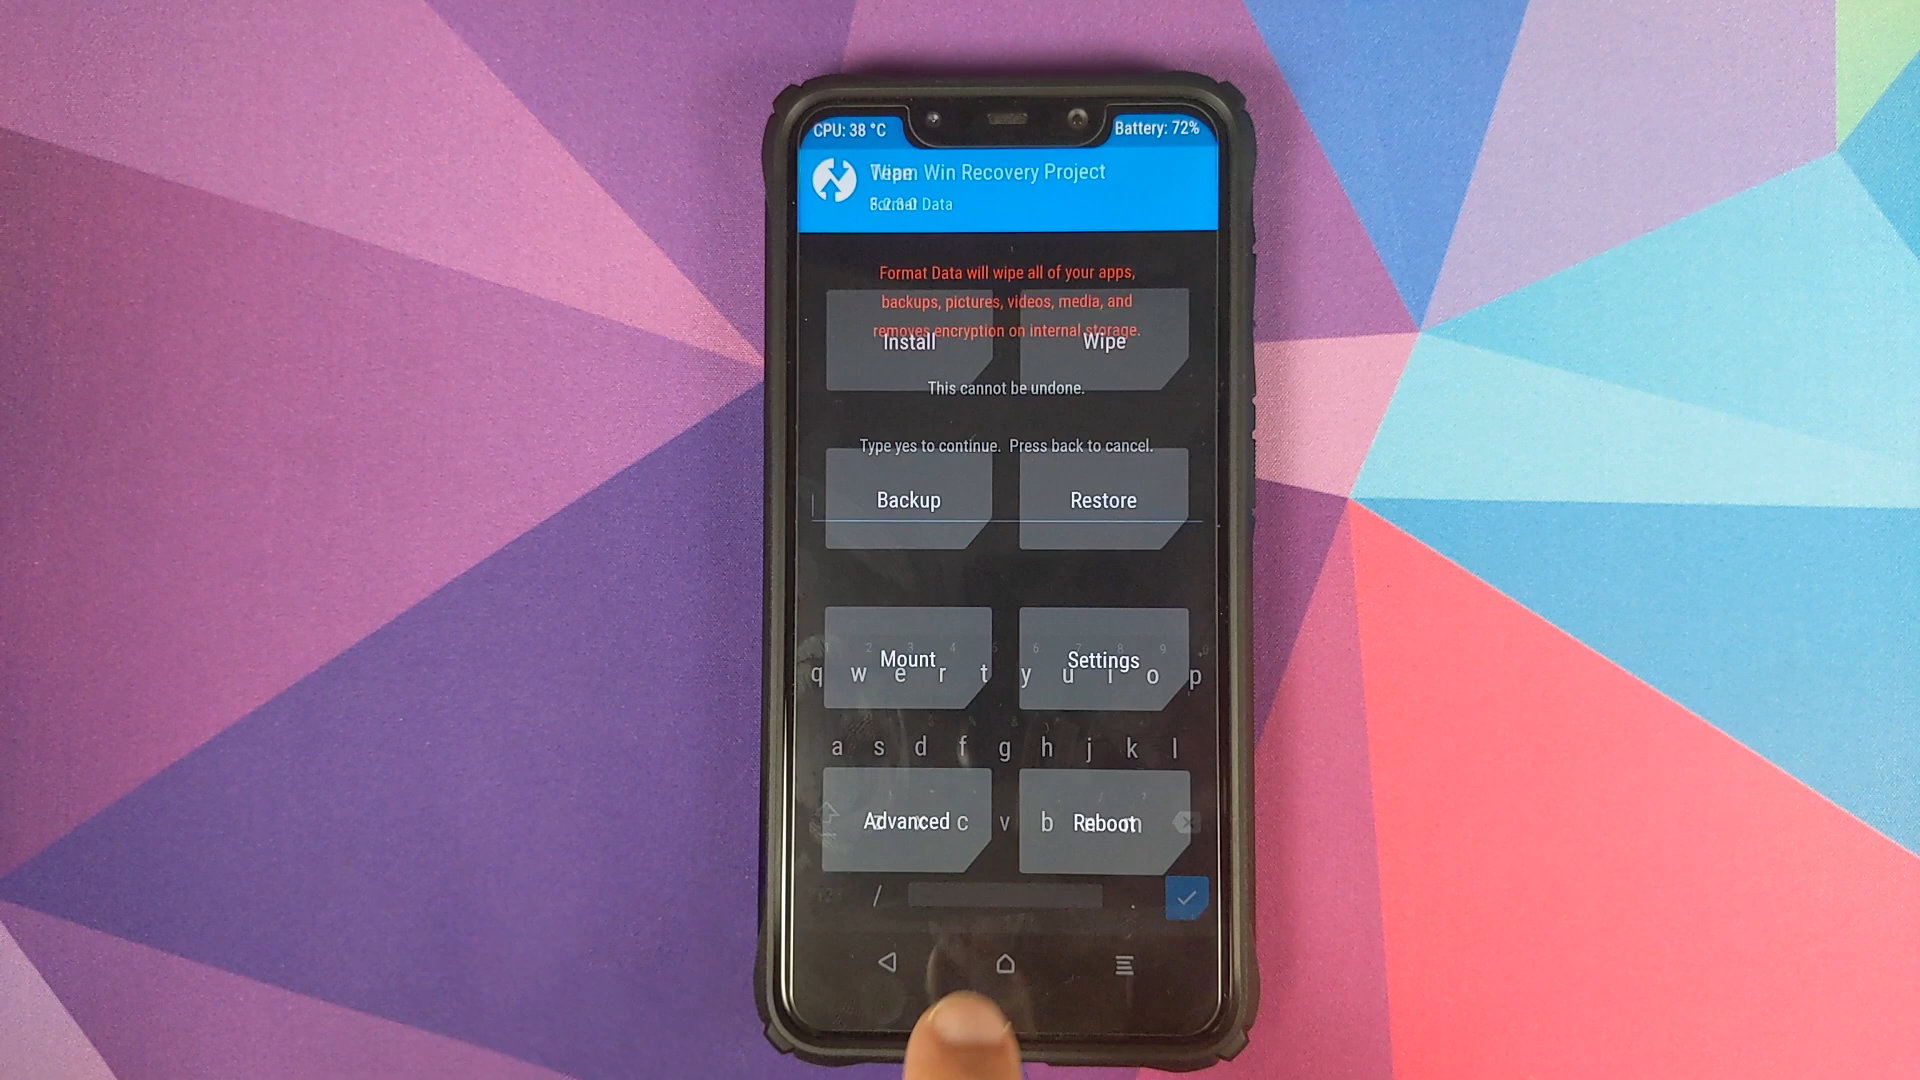 CPU: 38 °C
Battery: 72%
Team Win Recovery Project
Wipe
Format Data
Format Data will wipe all of your apps,
backups, pictures, videos, media, and
removes encryption on internal storage.
Install
Wipe
This cannot be undone.
Type yes to continue. Press back to cancel.
Backup
Restore
Mount
Settings
q w e r t y u i o p
a s d f g h j k l
Advanced
Reboot
z x c v b n m
/